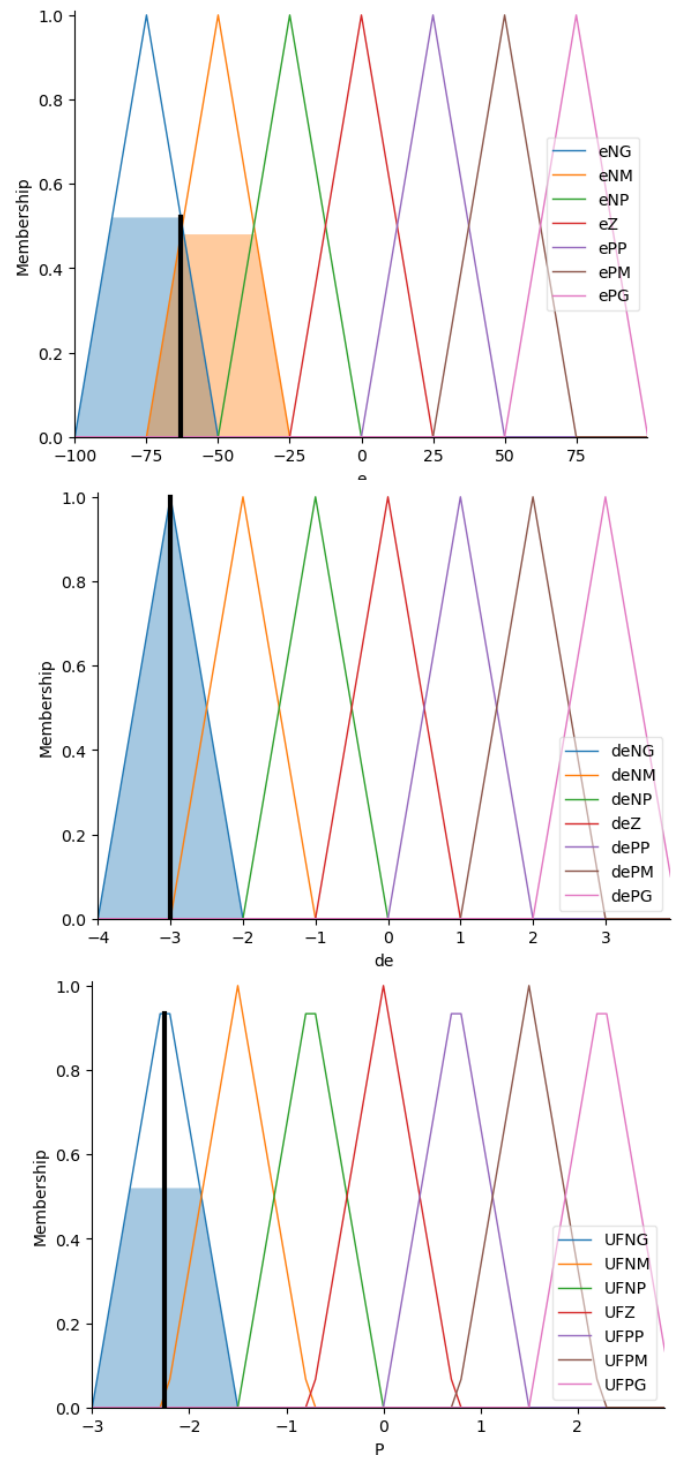 1.0
0.8
0.6
0.4
0.2
0.0
Membership
−100 −75 −50 −25 0 25 50 75
e
eNG
eNM
eNP
eZ
ePP
ePM
ePG
1.0
0.8
0.6
0.4
0.2
0.0
Membership
−4 −3 −2 −1 0 1 2 3
de
deNG
deNM
deNP
deZ
dePP
dePM
dePG
1.0
0.8
0.6
0.4
0.2
0.0
Membership
−3 −2 −1 0 1 2
P
UFNG
UFNM
UFNP
UFZ
UFPP
UFPM
UFPG